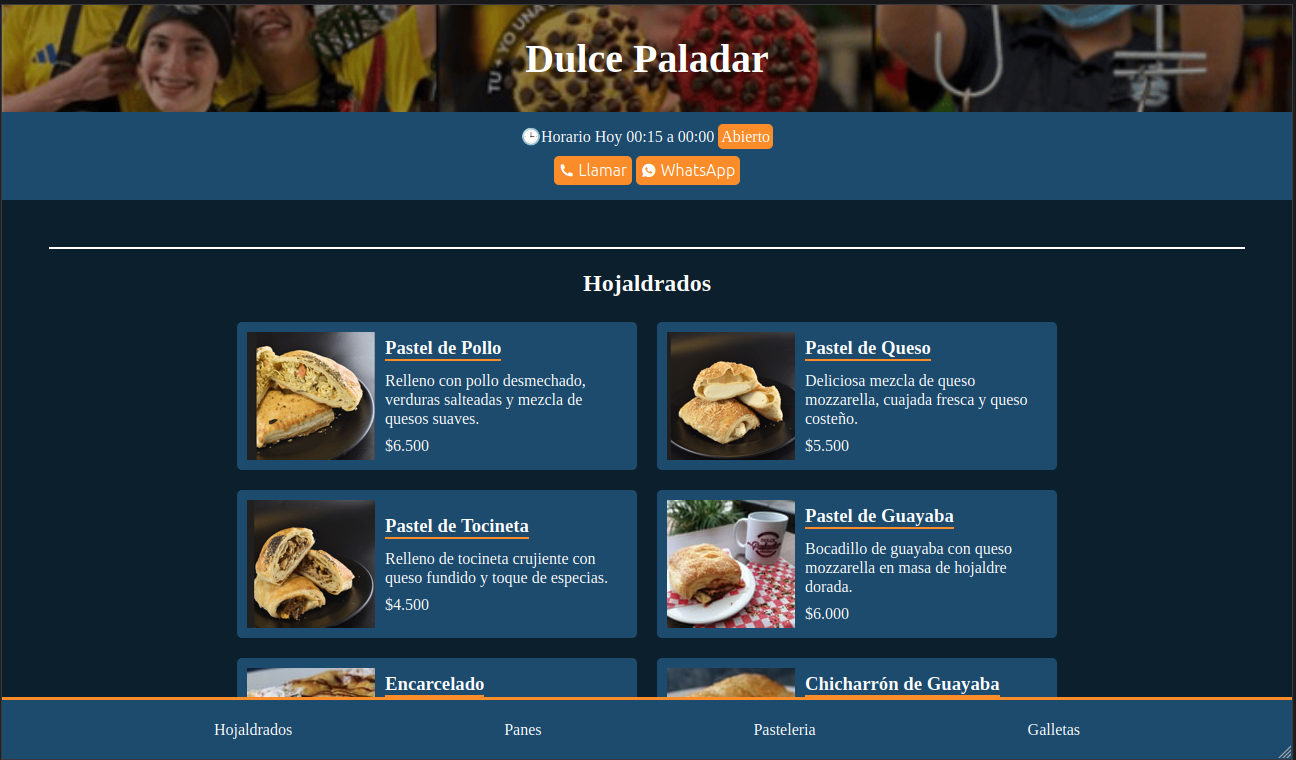 TU + YO UNA
Dulce Paladar
Horario Hoy 00:15 a 00:00 Abierto
Llamar WhatsApp
Hojaldrados
Pastel de Pollo
Relleno con pollo desmechado,
verduras salteadas y mezcla de
quesos suaves.
$6.500
Pastel de Queso
Deliciosa mezcla de queso
mozzarella, cuajada fresca y queso
costeño.
$5.500
Pastel de Tocineta
Relleno de tocineta crujiente con
queso fundido y toque de especias.
$4.500
Pastel de Guayaba
Bocadillo de guayaba con queso
mozzarella en masa de hojaldre
dorada.
$6.000
Encarcelado
Chicharrón de Guayaba
Hojaldrados Panes Pasteleria Galletas